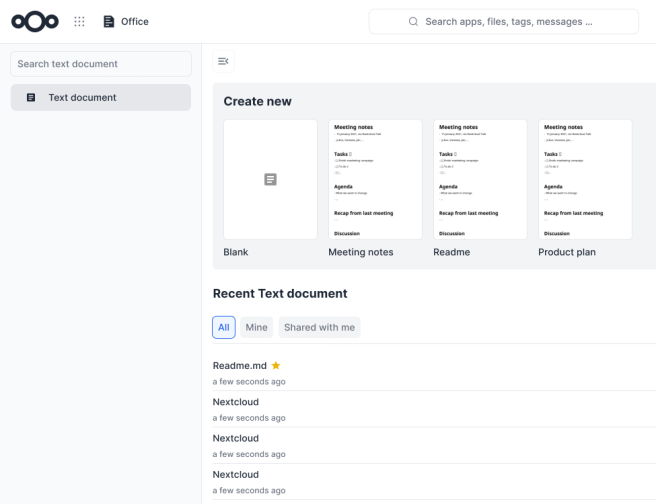 Office
Search apps, files, tags, messages ...
Search text document
Text document
Create new
Meeting notes
Tasks
Agenda
Recap from last meeting
Discussion
Meeting notes
Tasks
Agenda
Recap from last meeting
Discussion
Meeting notes
Tasks
Agenda
Recap from last meeting
Discussion
Blank
Meeting notes
Readme
Product plan
Recent Text document
All
Mine
Shared with me
Readme.md
a few seconds ago
Nextcloud
a few seconds ago
Nextcloud
a few seconds ago
Nextcloud
a few seconds ago